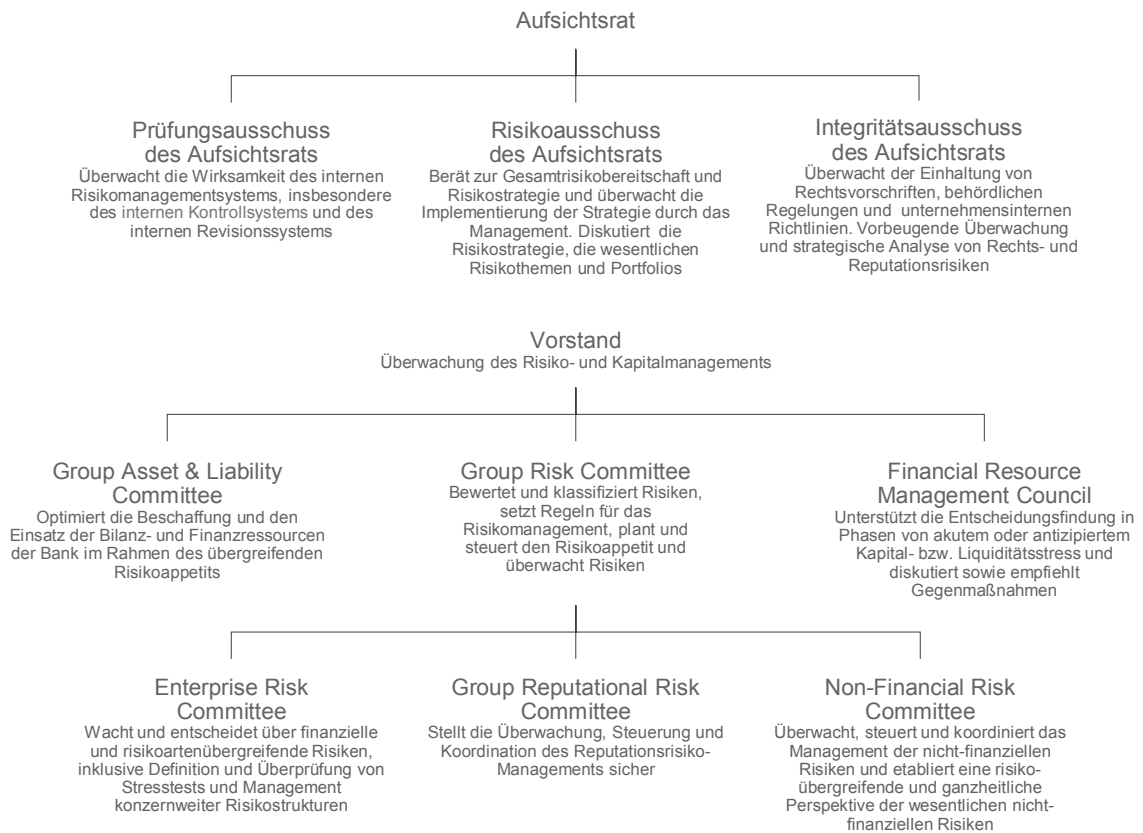 Aufsichtsrat
Prüfungsausschuss
des Aufsichtsrats
Überwacht die Wirksamkeit des internen
Risikomanagementsystems, insbesondere
des internen Kontrollsystems und des
internen Revisionssystems
Risikoausschuss
des Aufsichtsrats
Berät zur Gesamtrisikobereitschaft und
Risikostrategie und überwacht die
Implementierung der Strategie durch das
Management. Diskutiert die
Risikostrategie, die wesentlichen
Risikothemen und Portfolios
Integritätsausschuss
des Aufsichtsrats
Überwacht der Einhaltung von
Rechtsvorschriften, behördlichen
Regelungen und unternehmensinternen
Richtlinien. Vorbeugende Überwachung
und strategische Analyse von Rechts- und
Reputationsrisiken
Vorstand
Überwachung des Risiko- und Kapitalmanagements
Group Asset & Liability
Committee
Optimiert die Beschaffung und den
Einsatz der Bilanz- und Finanzressourcen
der Bank im Rahmen des übergreifenden
Risikoappetits
Group Risk Committee
Bewertet und klassifiziert Risiken,
setzt Regeln für das
Risikomanagement, plant und
steuert den Risikoappetit und
überwacht Risiken
Financial Resource
Management Council
Unterstützt die Entscheidungsfindung in
Phasen von akutem oder antizipiertem
Kapital- bzw. Liquiditätsstress und
diskutiert sowie empfiehlt
Gegenmaßnahmen
Enterprise Risk
Committee
Wacht und entscheidet über finanzielle
und risikoartenübergreifende Risiken,
inklusive Definition und Überprüfung von
Stresstests und Management
konzernweiter Risikostrukturen
Group Reputational Risk
Committee
Stellt die Überwachung, Steuerung und
Koordination des Reputationsrisiko-
Managements sicher
Non-Financial Risk
Committee
Überwacht, steuert und koordiniert das
Management der nicht-finanziellen
Risiken und etabliert eine risiko-
übergreifende und ganzheitliche
Perspektive der wesentlichen nicht-
finanziellen Risiken